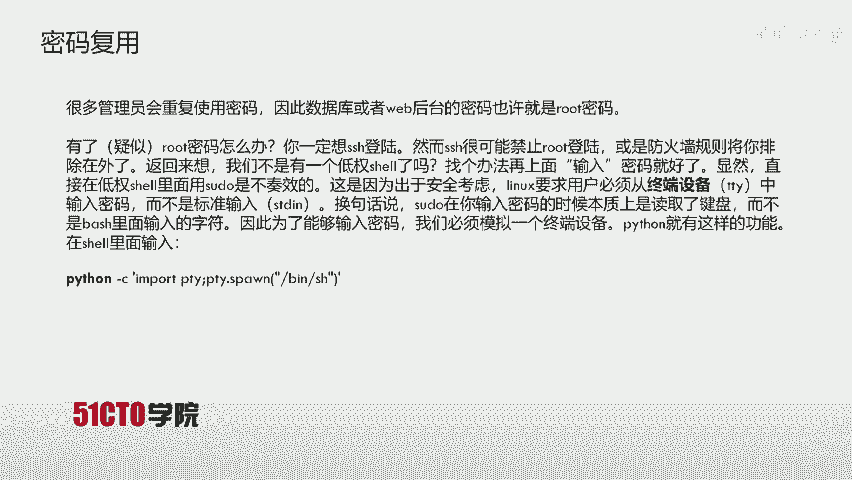 密码复用
很多管理员会重复使用密码，因此数据库或者web后台的密码也许就是root密码。
有了（疑似）root密码怎么办？你一定想ssh登陆。然而ssh很可能禁止root登陆，或是防火墙规则将你排
除在外了。返回来想，我们不是有一个低权shell了吗？找个办法再上面“输入”密码就好了。显然，直
接在低权shell里面用sudo是不奏效的。这是因为出于安全考虑，linux要求用户必须从终端设备（tty）中
输入密码，而不是标准输入（stdin）。换句话说，sudo在你输入密码的时候本质上是读取了键盘，而不
是bash里面输入的字符。因此为了能够输入密码，我们必须模拟一个终端设备。python就有这样的功能。
在shell里面输入：
python -c 'import pty;pty.spawn("/bin/sh")'
51CTO学院